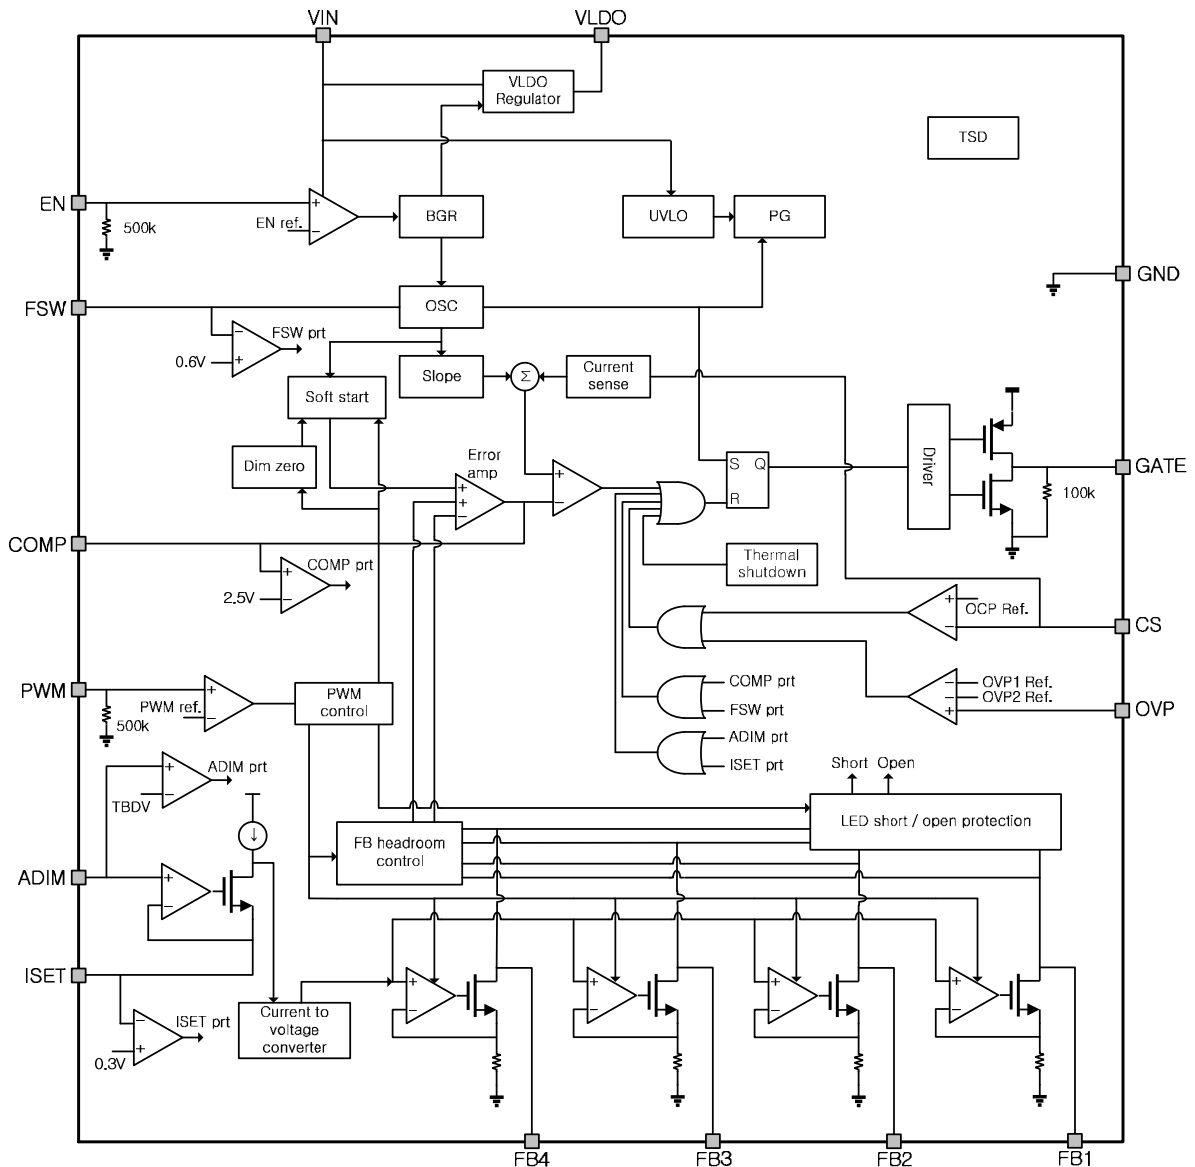 VIN
VLDO
VLDO
Regulator
TSD
EN
500k
EN ref.
+
−
BGR
UVLO
PG
GND
FSW
OSC
−
+
FSW prt
0.6V
Slope
Σ
Current
sense
Soft start
Dim zero
Error
amp
+
+
−
+
−
S
Q
R
Driver
GATE
100k
COMP
+
−
COMP prt
2.5V
Thermal
shutdown
+
−
OCP Ref.
CS
PWM
500k
PWM ref.
+
−
PWM
control
COMP prt
FSW prt
−
−
+
OVP1 Ref.
OVP2 Ref.
OVP
ADIM prt
ISET prt
+
−
ADIM prt
TBDV
Short
Open
LED short / open protection
FB headroom
control
ADIM
+
−
ISET
−
+
ISET prt
0.3V
Current to
voltage
converter
+
−
+
−
+
−
+
−
FB4
FB3
FB2
FB1